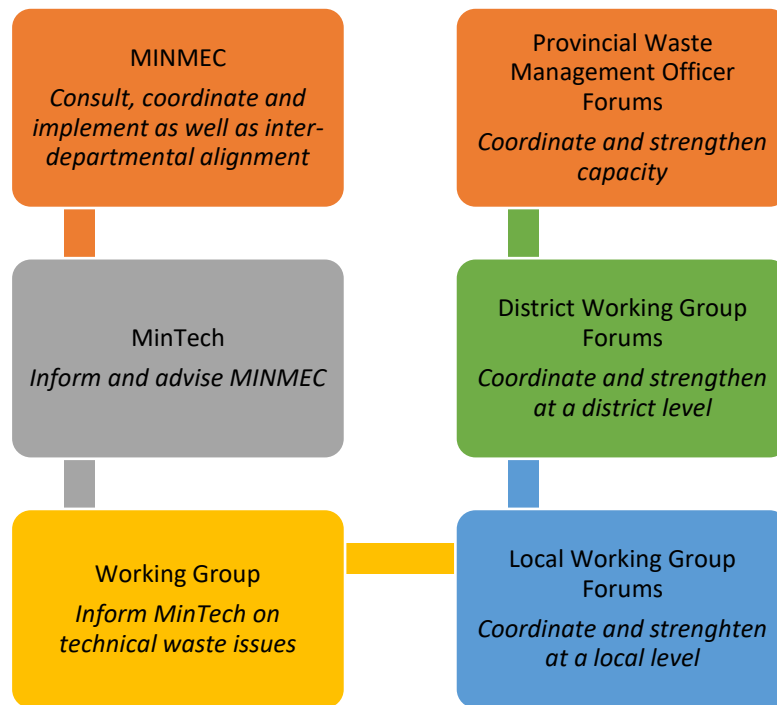 MINMEC
Consult, coordinate and
implement as well as inter-
departmental alignment
MinTech
Inform and advise MINMEC
Working Group
Inform MinTech on
technical waste issues
Local Working Group
Forums
Coordinate and strenghten
at a local level
District Working Group
Forums
Coordinate and strengthen
at a district level
Provincial Waste
Management Officer
Forums
Coordinate and strengthen
capacity